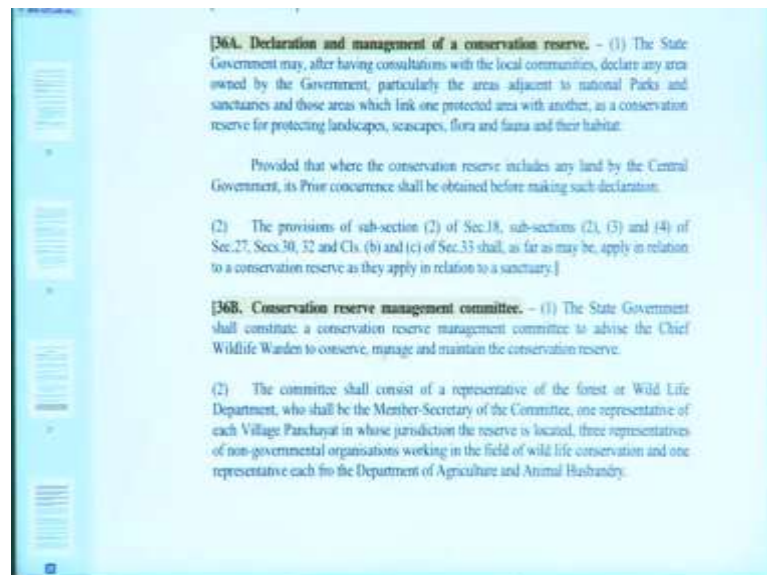 [36A. Declaration and management of a conservation reserve. – (1) The State
Government may, after having consultations with the local communities, declare any area
owned by the Government, particularly the areas adjacent to national Parks and
sanctuaries and those areas which link one protected area with another, as a conservation
reserve for protecting landscapes, seascapes, flora and fauna and their habitat:
Provided that where the conservation reserve includes any land by the Central
Government, its Prior concurrence shall be obtained before making such declaration.
(2) The provisions of sub-section (2) of Sec.18, sub-sections (2), (3) and (4) of
Sec.27, Secs.30, 32 and Cls. (b) and (c) of Sec.33 shall, as far as may be, apply in relation
to a conservation reserve as they apply in relation to a sanctuary.]
[36B. Conservation reserve management committee. – (1) The State Government
shall constitute a conservation reserve management committee to advise the Chief
Wildlife Warden to conserve, manage and maintain the conservation reserve.
(2) The committee shall consist of a representative of the forest or Wild Life
Department, who shall be the Member-Secretary of the Committee, one representative of
each Village Panchayat in whose jurisdiction the reserve is located, three representatives
of non-governmental organisations working in the field of wild life conservation and one
representative each fro the Department of Agriculture and Animal Husbandry.